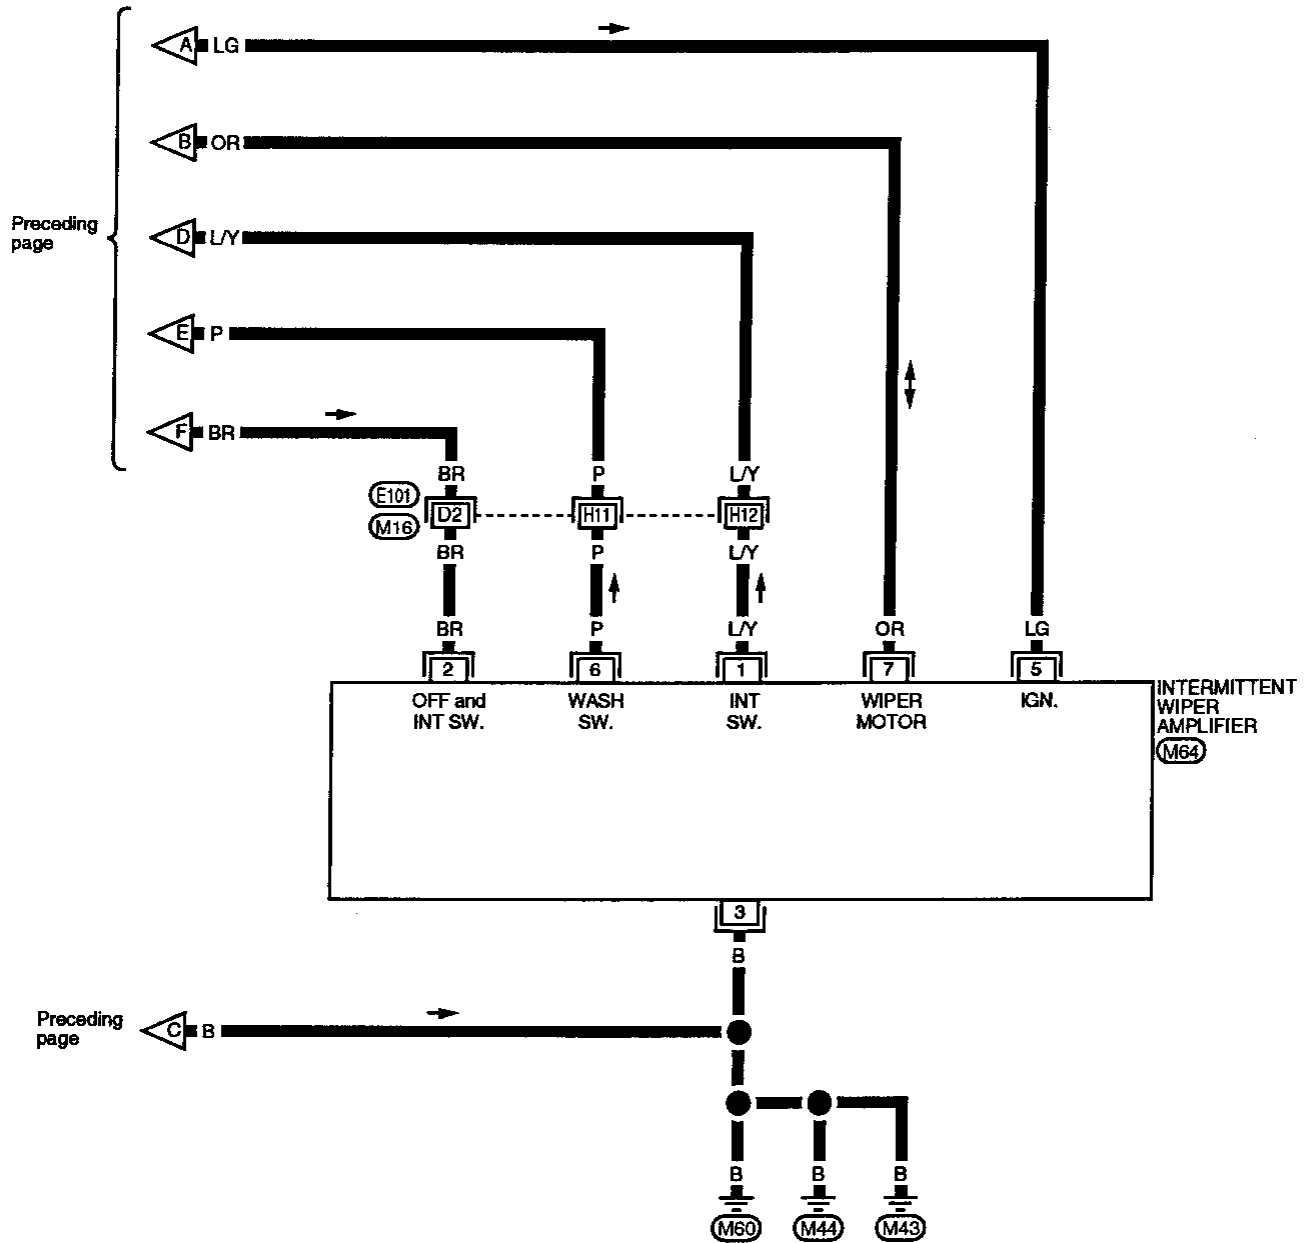 A LG
B OR
Preceding
page
D L/Y
E P
F BR
BR P L/Y
E101
M16
D2 H11 H12
BR P L/Y
BR P L/Y OR LG
2 6 1 7 5
OFF and
INT SW.
WASH
SW.
INT
SW.
WIPER
MOTOR
IGN.
INTERMITTENT
WIPER
AMPLIFIER
M64
3
B
Preceding
page
C B
B B B
M60 M44 M43